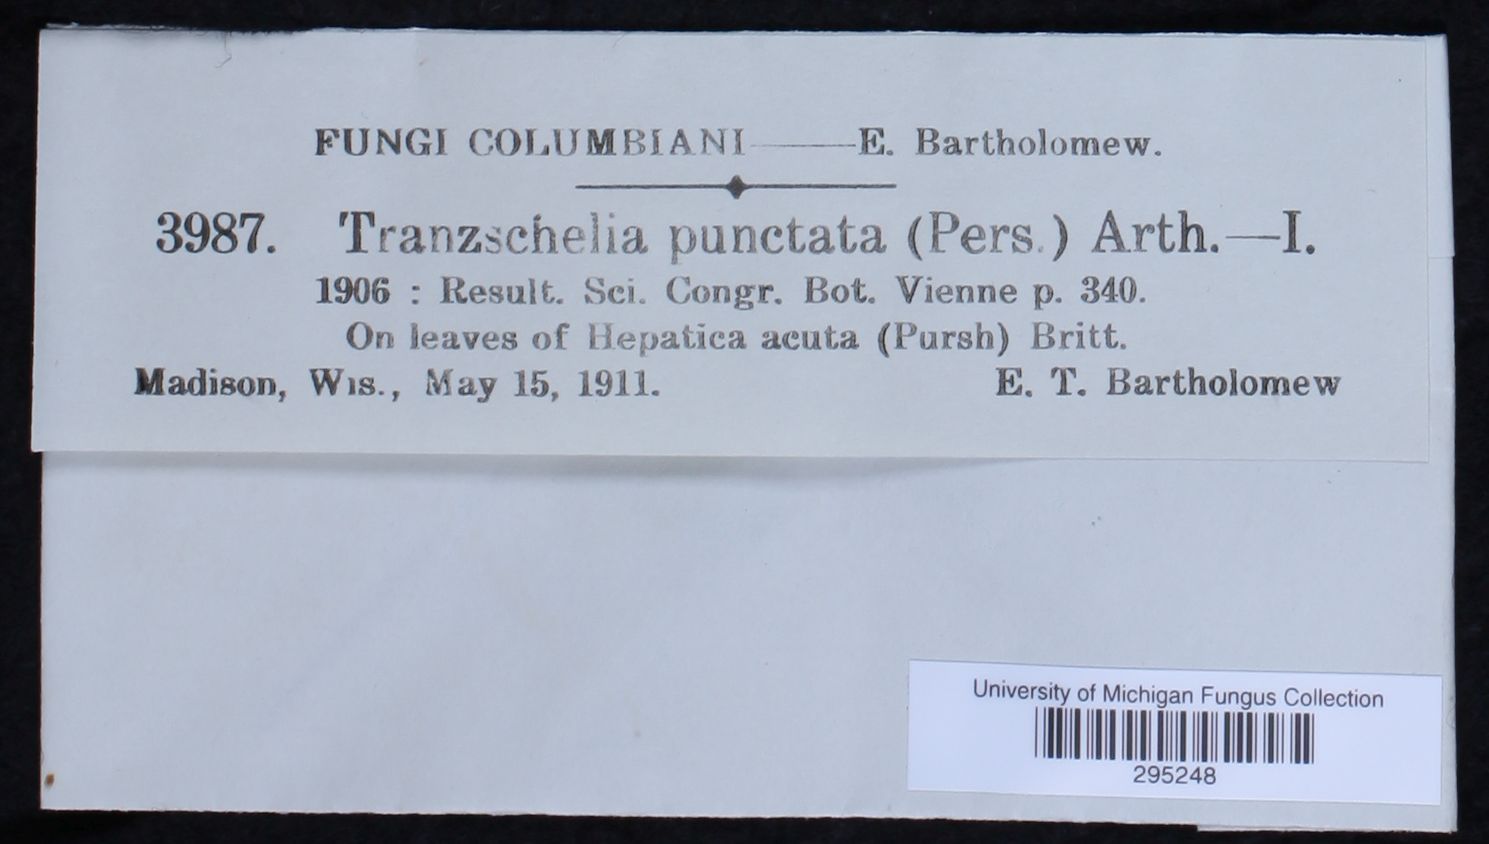 FUNGI COLUMBIANI——E. Bartholomew.
3987. Tranzschelia punctata (Pers.) Arth.—I.
1906 : Result. Sci. Congr. Bot. Vienne p. 340.
On leaves of Hepatica acuta (Pursh) Britt.
Madison, Wis., May 15, 1911. E. T. Bartholomew
University of Michigan Fungus Collection
295248